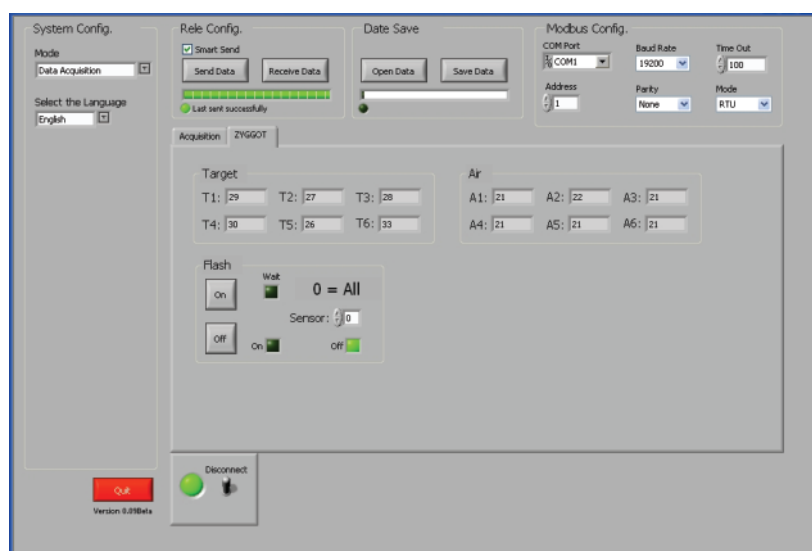 System Config.
Mode
Data Acquisition
Select the Language
English
Rele Config.
Smart Send
Send Data
Receive Data
Last sent successfully
Date Save
Open Data
Save Data
Modbus Config.
COM Port
COM1
Baud Rate
19200
Time Out
100
Address
1
Parity
None
Mode
RTU
Acquisition
ZYGGOT
Target
T1: 29 T2: 27 T3: 28
T4: 30 T5: 26 T6: 33
Air
A1: 21 A2: 22 A3: 21
A4: 21 A5: 21 A6: 21
Flash
On
Wait
0 = All
Sensor: 0
Off
On
Off
Disconnect
Quit
Version 0.09Beta